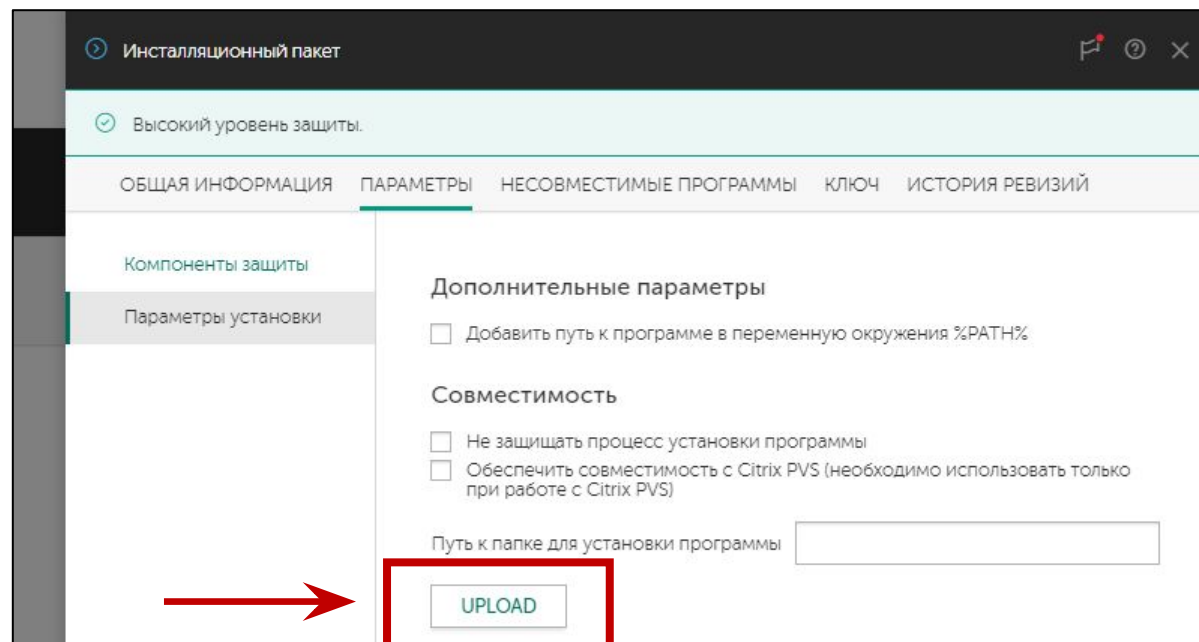 Инсталляционный пакет
Высокий уровень защиты.
ОБЩАЯ ИНФОРМАЦИЯ ПАРАМЕТРЫ НЕСОВМЕСТИМЫЕ ПРОГРАММЫ КЛЮЧ ИСТОРИЯ РЕВИЗИЙ
Компоненты защиты
Параметры установки
Дополнительные параметры
Добавить путь к программе в переменную окружения %PATH%
Совместимость
Не защищать процесс установки программы
Обеспечить совместимость с Citrix PVS (необходимо использовать только
при работе с Citrix PVS)
Путь к папке для установки программы
UPLOAD